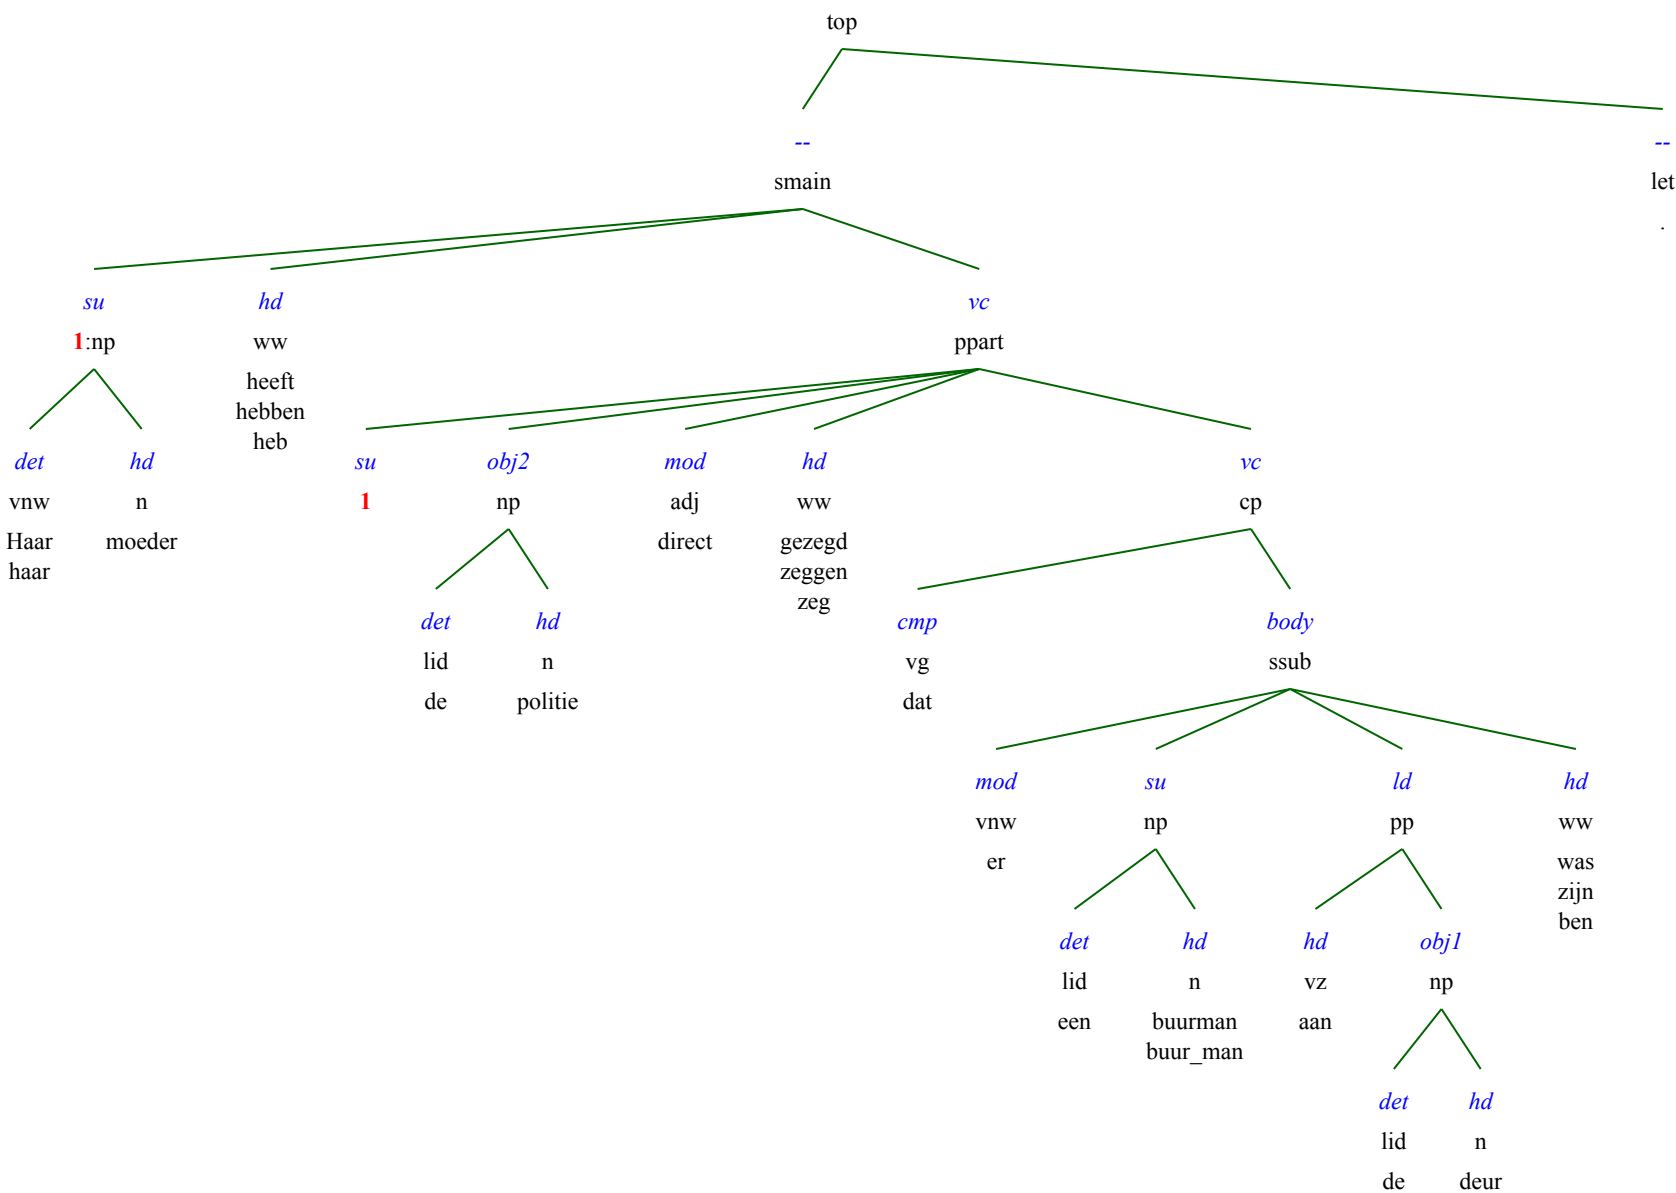 top
-- --
smain let
.
su hd vc
1:np ww ppart
heeft
hebben
heb
det hd su obj2 mod hd vc
vnw n 1 np adj ww cp
Haar moeder direct gezegd
haar zeggen
zeg
det hd cmp body
lid n vg ssub
de politie dat
mod su ld hd
vnw np pp ww
er was
zijn
ben
det hd hd obj1
lid n vz np
een buurman aan
buur_man
det hd
lid n
de deur